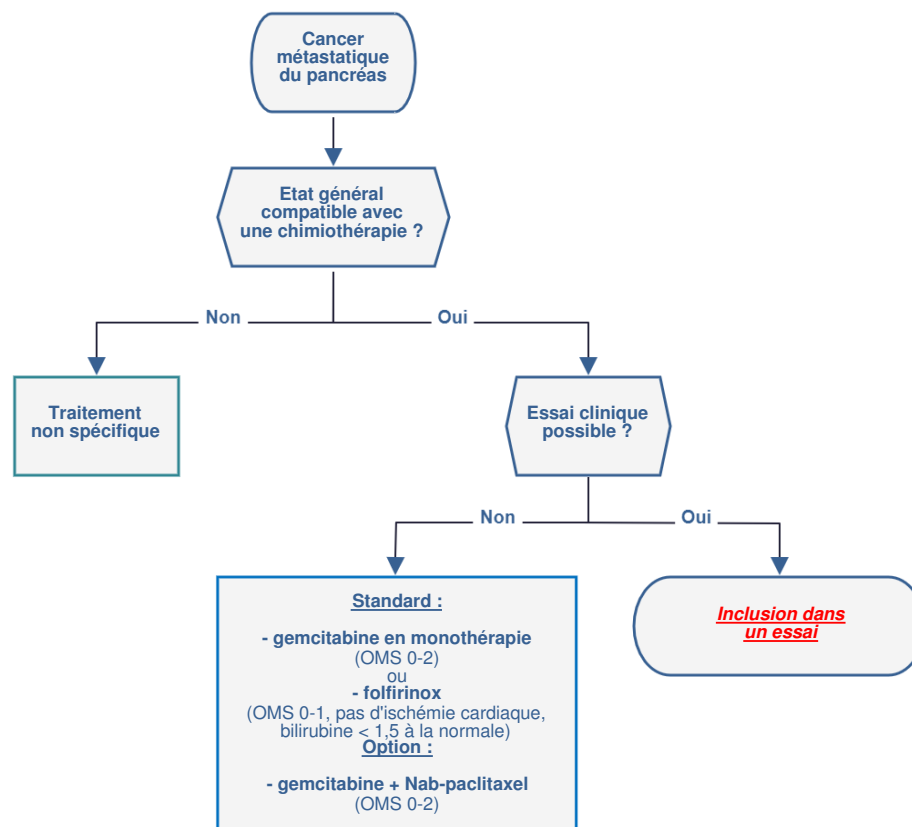 Cancer
métastatique
du pancréas
Etat général
compatible avec
une chimiothérapie ?
Non
Oui
Traitement
non spécifique
Essai clinique
possible ?
Non
Oui
Standard :
- gemcitabine en monothérapie
(OMS 0-2)
ou
- folfirinox
(OMS 0-1, pas d'ischémie cardiaque,
bilirubine < 1,5 à la normale)
Option :
- gemcitabine + Nab-paclitaxel
(OMS 0-2)
Inclusion dans
un essai